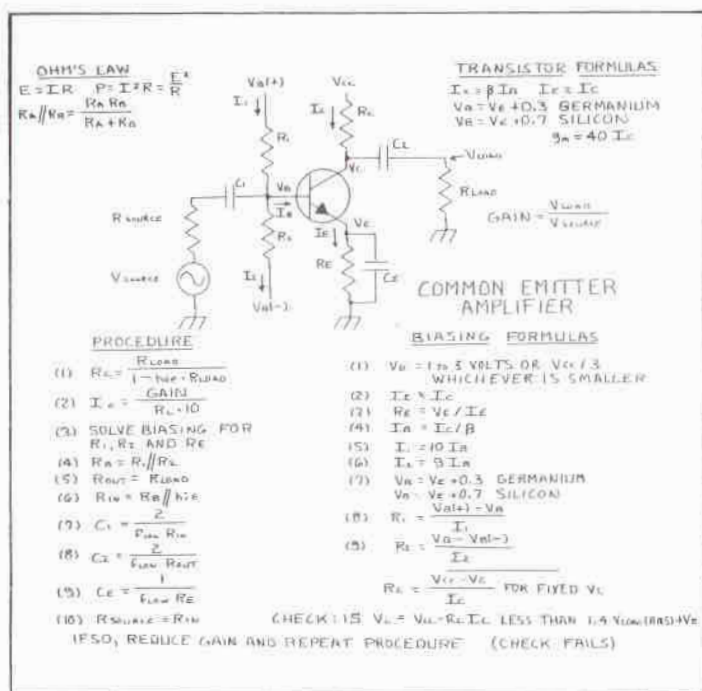 OHM'S LAW
E = IR   P = I²R = E²/R
RA//RB = RA RB / RA + RB
TRANSISTOR FORMULAS
IC = β IB   IE = IC
VB = VE + 0.3 GERMANIUM
VB = VE + 0.7 SILICON
gm = 40 IC
VB(+)
VCC
I1
IC
R1
RC
C2
VLOAD
C1
VB
VC
RLOAD
R SOURCE
IB
VE
R2
IE
GAIN = VLOAD / VSOURCE
V SOURCE
I2
RE
CE
VB(-)
COMMON EMITTER
AMPLIFIER
PROCEDURE
(1) RC = RLOAD / 1 - hoe · RLOAD
(2) IC = GAIN / RL · 10
(3) SOLVE BIASING FOR
R1, R2 AND RE
(4) RB = R1//R2
(5) ROUT = RLOAD
(6) RIN = RB // hie
(7) C1 = 2 / FLOW RIN
(8) C2 = 2 / FLOW ROUT
(9) CE = 1 / FLOW RE
(10) RSOURCE = RIN
BIASING FORMULAS
(1) VE = 1 TO 3 VOLTS OR VCC / 3
WHICHEVER IS SMALLER
(2) IE = IC
(3) RE = VE / IE
(4) IB = IC / β
(5) I1 = 10 IB
(6) I2 = 9 IB
(7) VB = VE + 0.3 GERMANIUM
VB = VE + 0.7 SILICON
(8) R1 = VB(+) - VB / I1
(9) R2 = VB - VB(-) / I2
RC = VCC - VC / IC FOR FIXED VC
CHECK: IS VC = VCC - RC IC LESS THAN 1.4 VLOAD (RMS) + VE
IF SO, REDUCE GAIN AND REPEAT PROCEDURE (CHECK FAILS)